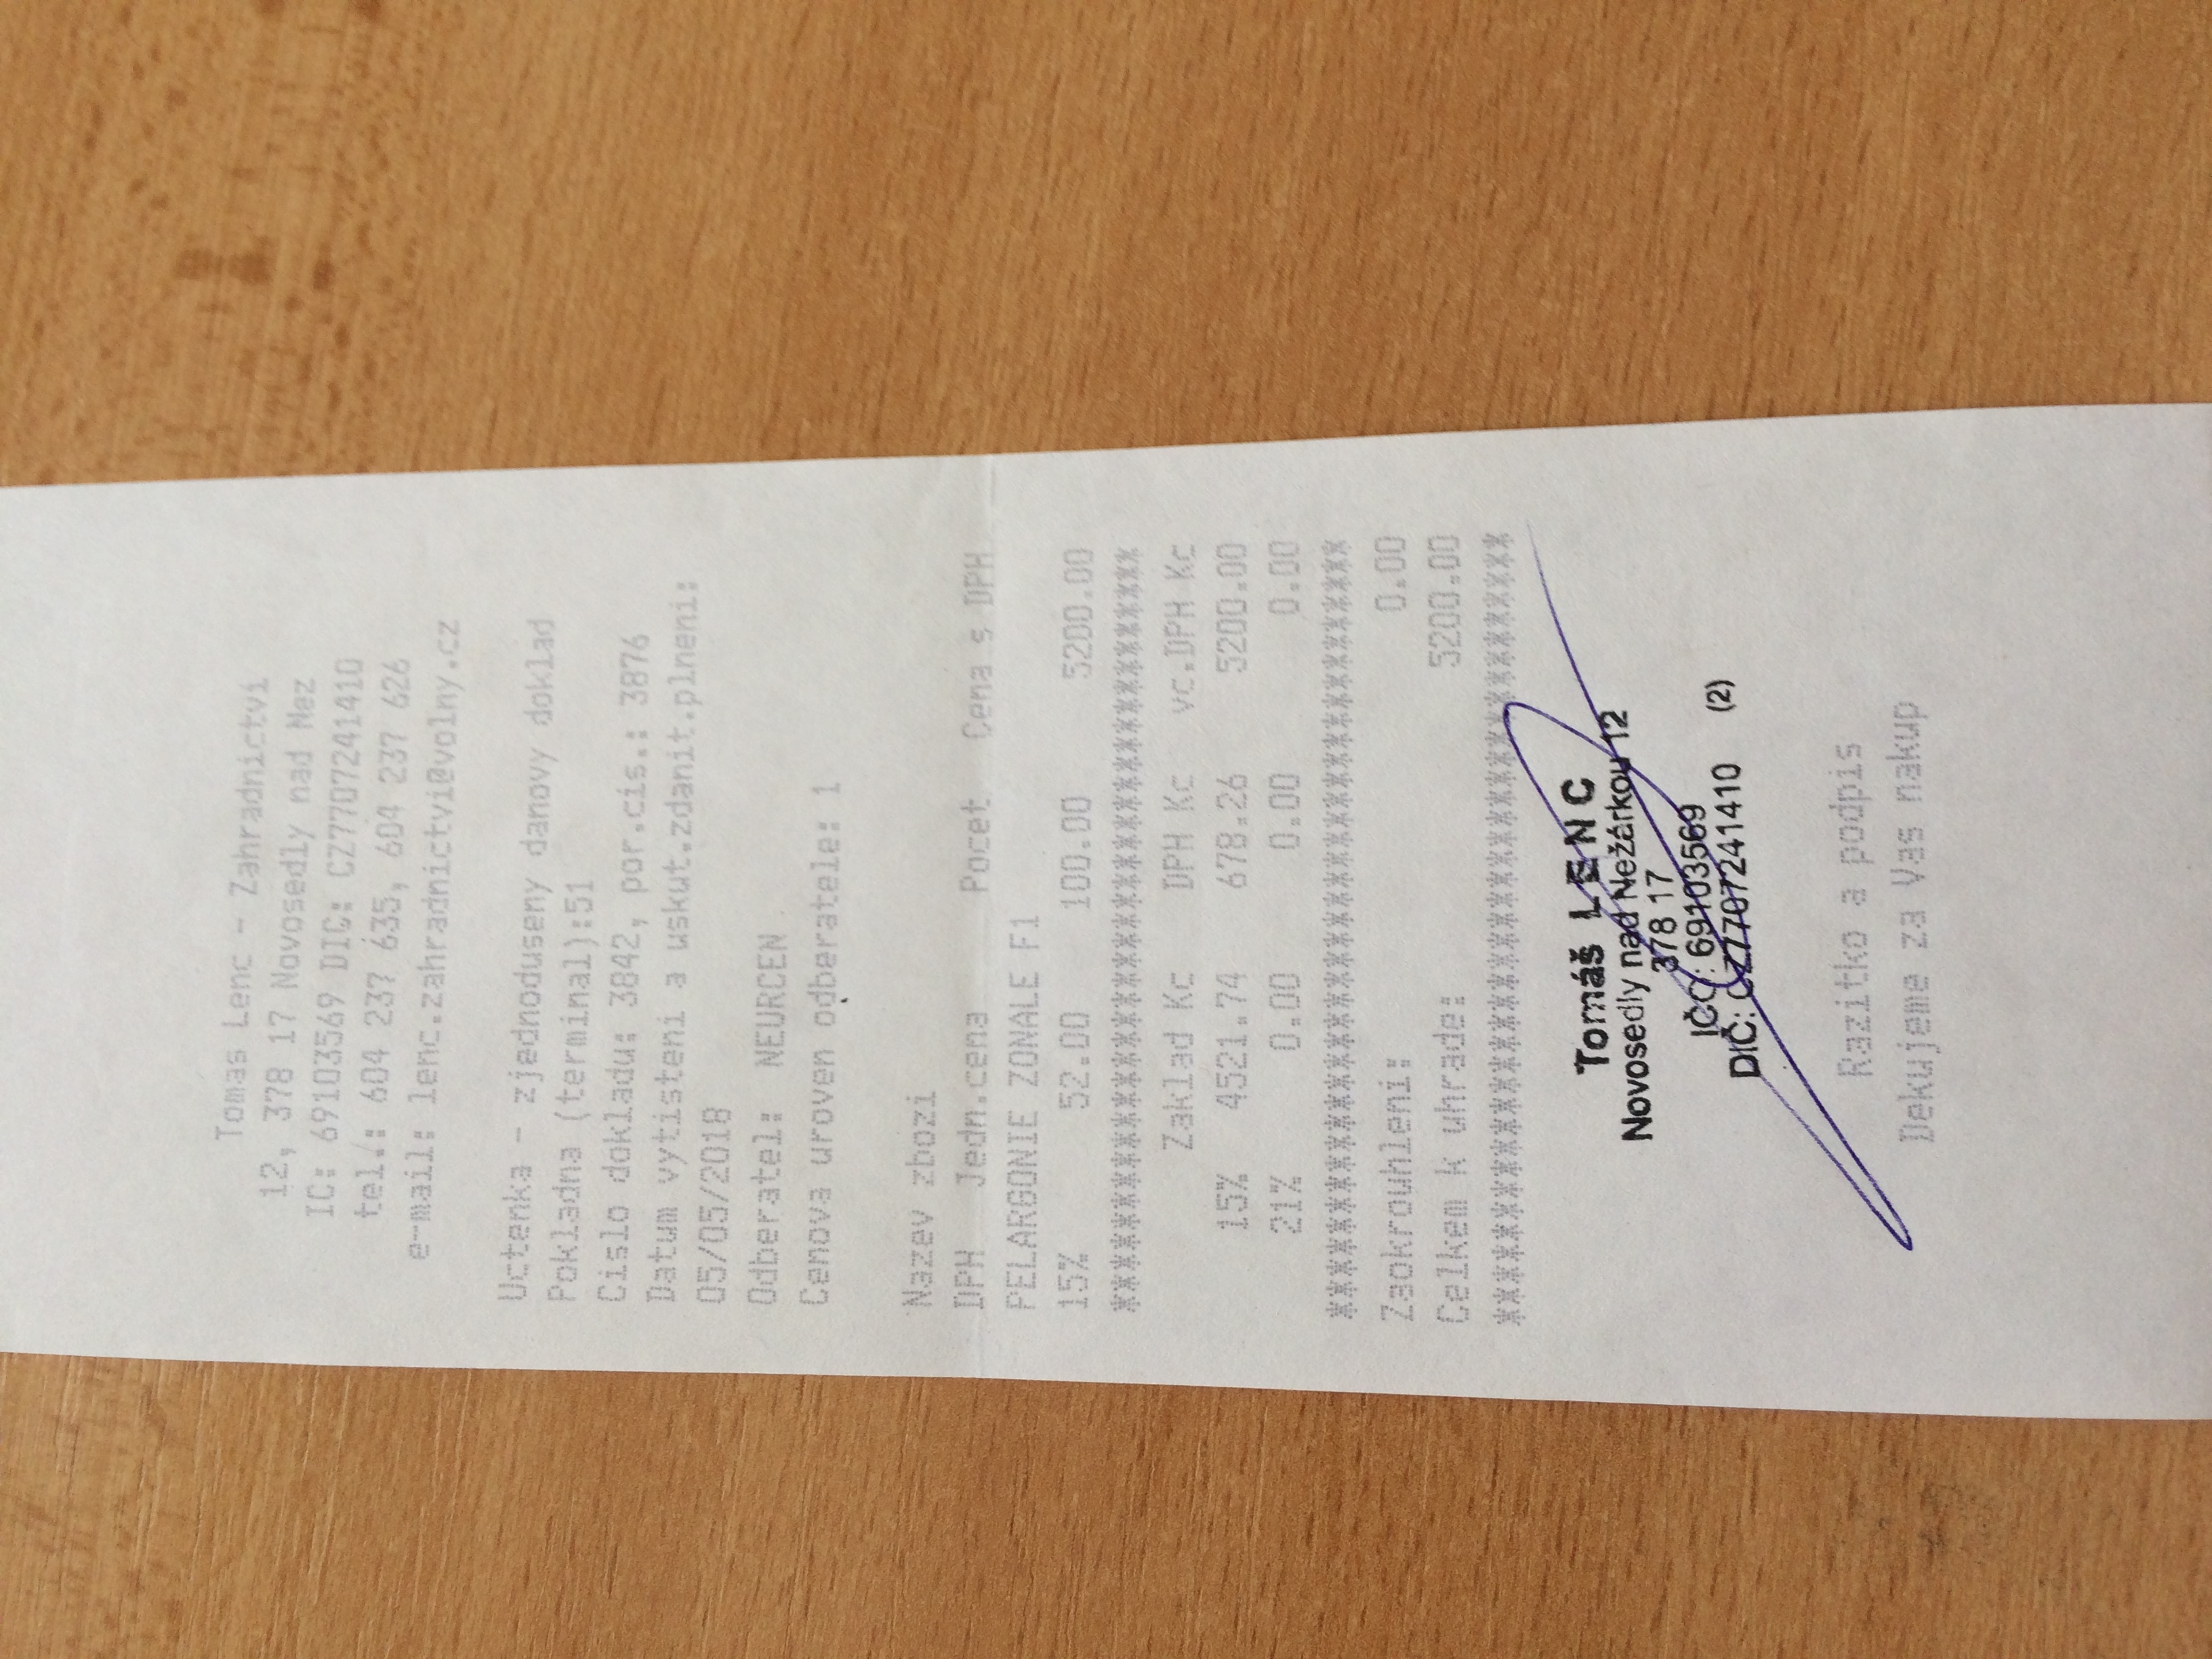 Tomas Lenc - Zahradnictvi
12, 378 17 Novosedly nad Nez
IC: 69103569 DIC: CZ7707241410
tel.: 604 237 635, 604 237 626
e-mail: lenc.zahradnictvi@volny.cz
Uctenka - zjednoduseny danovy doklad
Pokladna (terminal):51
Cislo dokladu: 3842, por.cis.: 3876
Datum vytisteni a uskut.zdanit.plneni:
05/05/2018
Odberatel: NEURCEN
Cenova uroven odberatele: 1
Nazev zbozi
DPH Jedn.cena Pocet Cena s DPH
PELARGONIE ZONALE F1
15% 52.00 100.00 5200.00
****************************************
Zaklad Kc DPH Kc vc.DPH Kc
15% 4521.74 678.26 5200.00
21% 0.00 0.00 0.00
****************************************
Zaokrouhleni: 0.00
Celkem k uhrade: 5200.00
****************************************
Tomáš LENC
Novosedly nad Nežárkou 12
378 17
IČO: 69103569
DIČ: CZ7707241410 (2)
Razitko a podpis
Dekujeme za Vas nakup